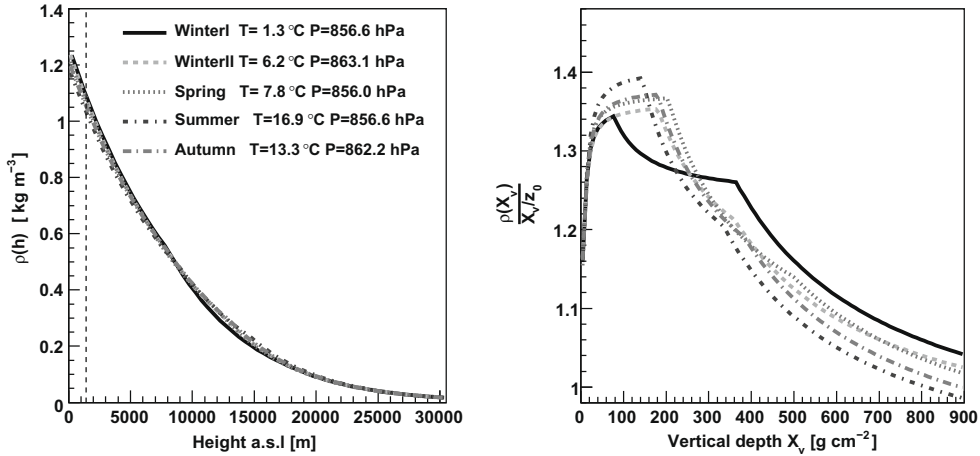 ρ(h) [ kg m⁻³]
1.4
1.2
1
0.8
0.6
0.4
0.2
0
WinterI T= 1.3 °C P=856.6 hPa
WinterII T= 6.2 °C P=863.1 hPa
Spring T= 7.8 °C P=856.0 hPa
Summer T=16.9 °C P=856.6 hPa
Autumn T=13.3 °C P=862.2 hPa
0 5000 10000 15000 20000 25000 30000
Height a.s.l [m]
ρ(Xᵥ)
Xᵥ/z₀
1.4
1.3
1.2
1.1
1
0 100 200 300 400 500 600 700 800 900
Vertical depth Xᵥ [g cm⁻²]